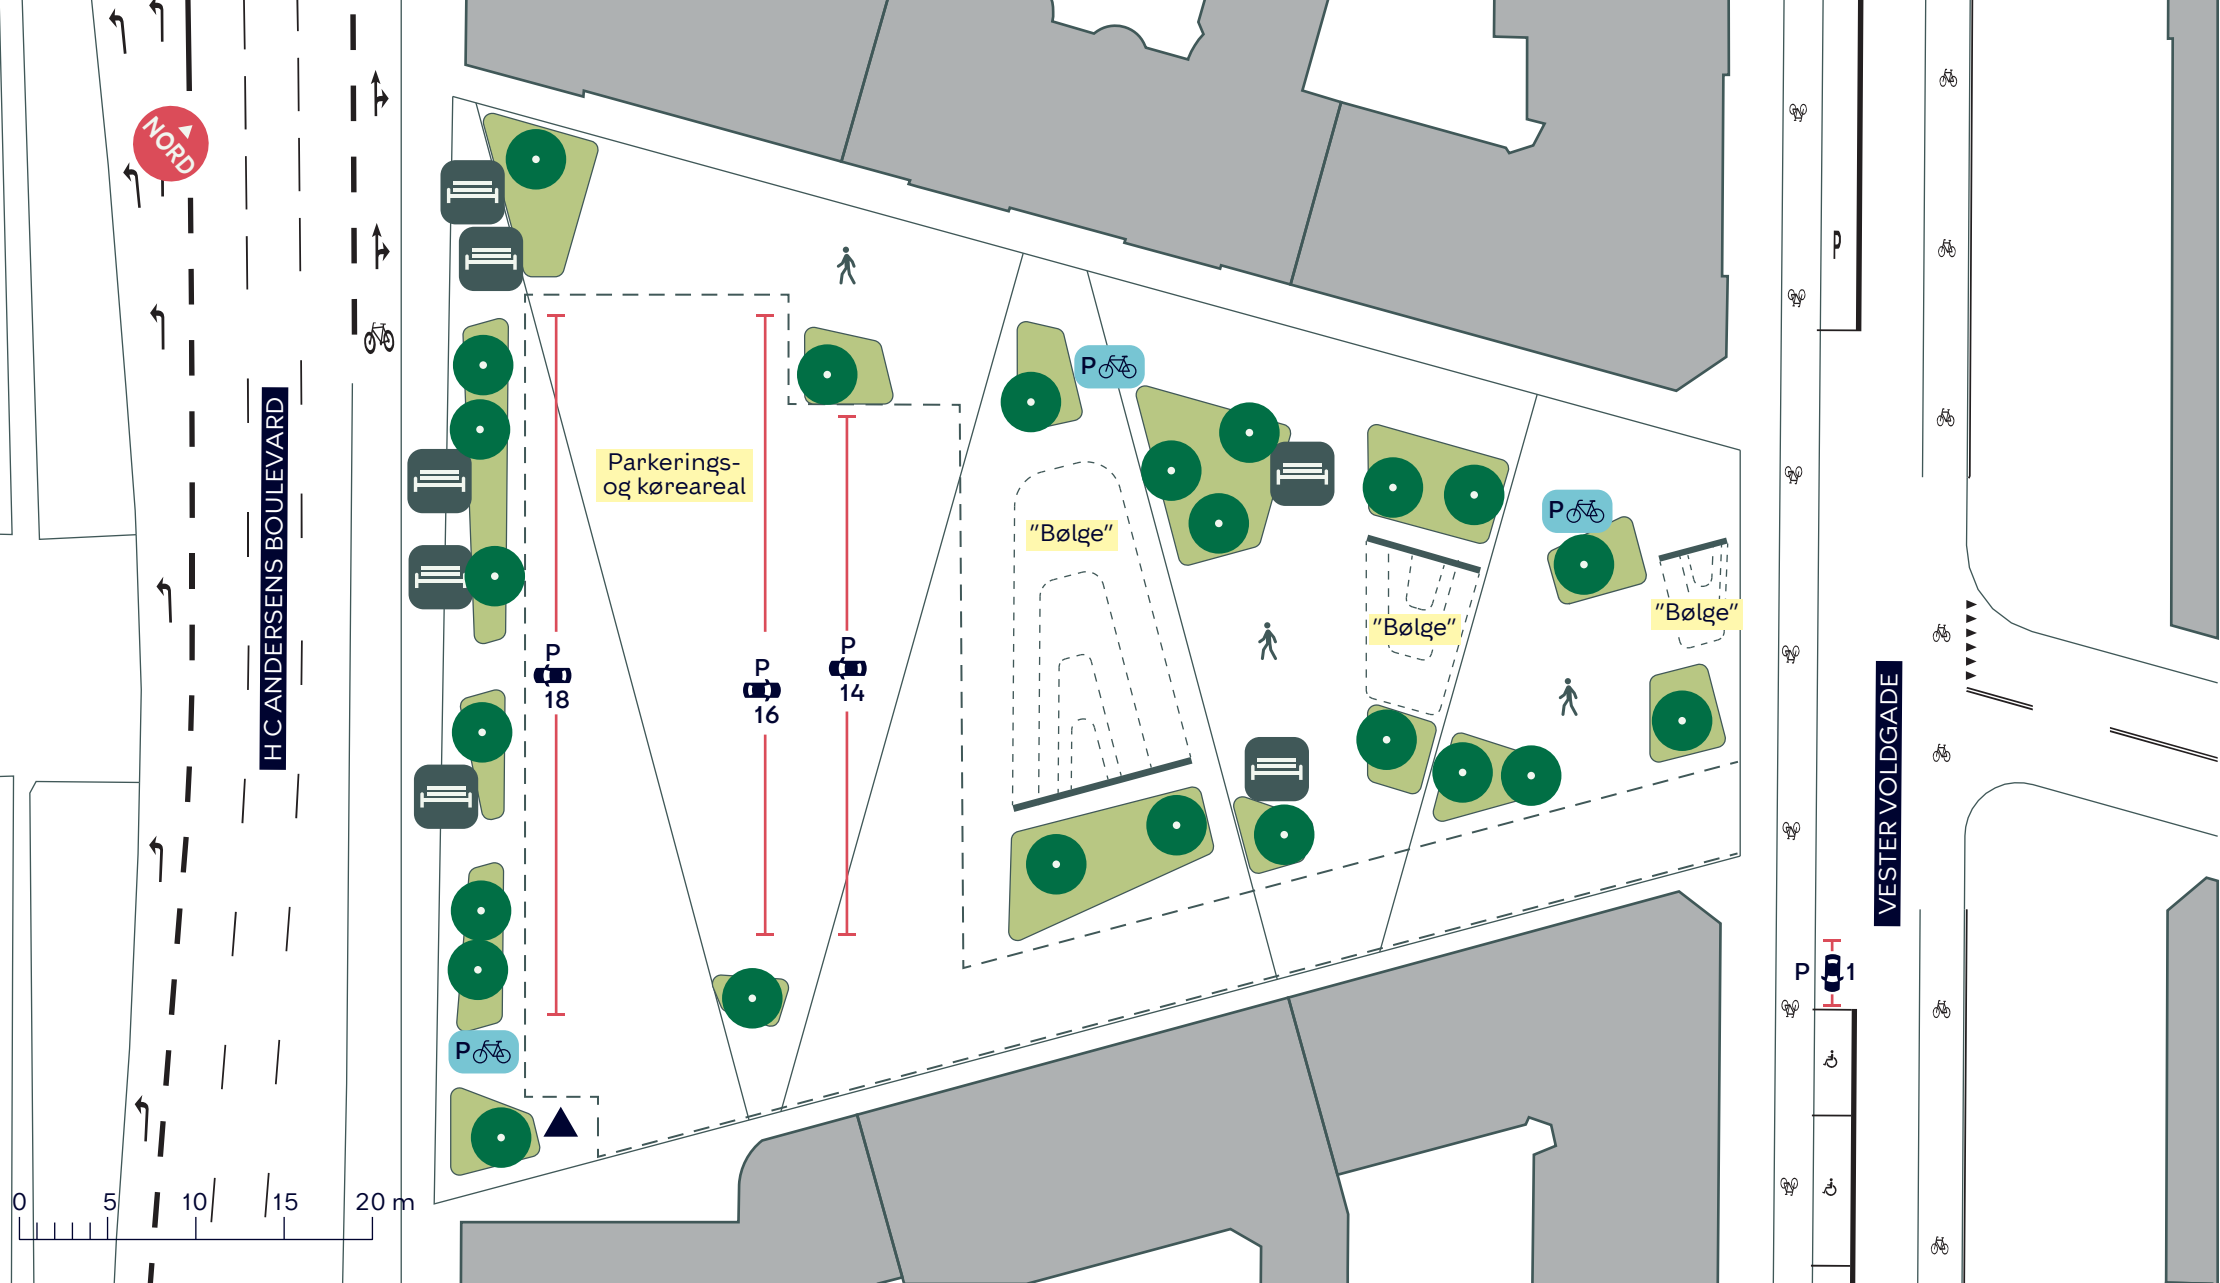 NORD
H C ANDERSENS BOULEVARD
Parkerings-
og køreareal
P
18
P
16
P
14
P
"Bølge"
"Bølge"
P
"Bølge"
P
P
VESTER VOLDGADE
P 1
0 5 10 15 20 m